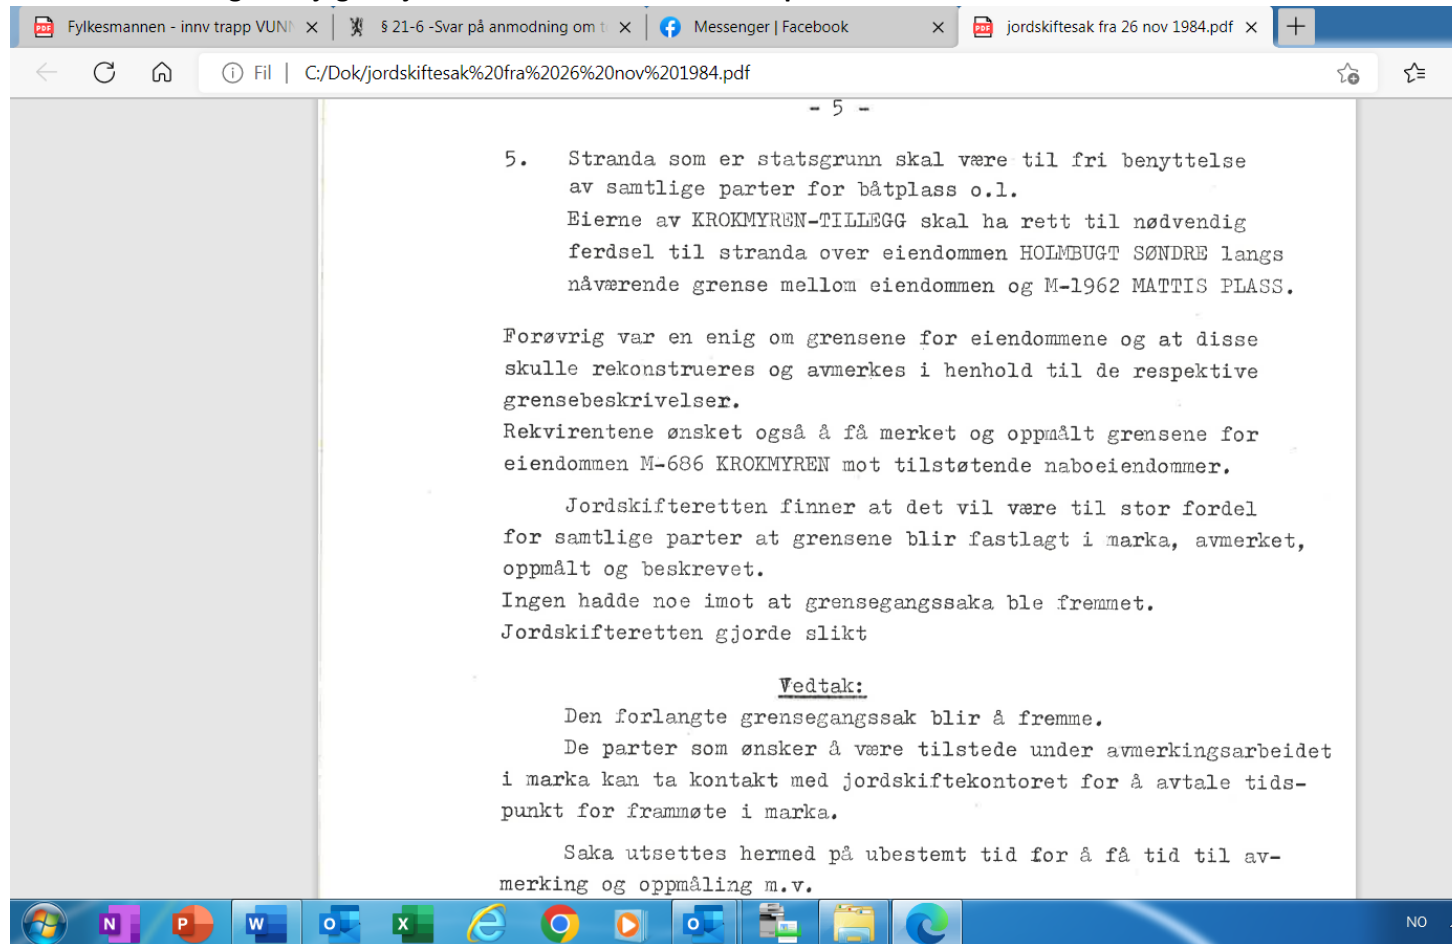 Fylkesmannen - innv trapp VUNN
§ 21-6 -Svar på anmodning om t
Messenger | Facebook
jordskiftesak fra 26 nov 1984.pdf
Fil | C:/Dok/jordskiftesak%20fra%2026%20nov%201984.pdf
- 5 -
5. Stranda som er statsgrunn skal være til fri benyttelse
av samtlige parter for båtplass o.l.
Eierne av KROKMYREN-TILLEGG skal ha rett til nødvendig
ferdsel til stranda over eiendommen HOLMBUGT SØNDRE langs
nåværende grense mellom eiendommen og M-1962 MATTIS PLASS.
Forøvrig var en enig om grensene for eiendommene og at disse
skulle rekonstrueres og avmerkes i henhold til de respektive
grensebeskrivelser.
Rekvirentene ønsket også å få merket og oppmålt grensene for
eiendommen M-686 KROKMYREN mot tilstøtende naboeiendommer.
Jordskifteretten finner at det vil være til stor fordel
for samtlige parter at grensene blir fastlagt i marka, avmerket,
oppmålt og beskrevet.
Ingen hadde noe imot at grensegangssaka ble fremmet.
Jordskifteretten gjorde slikt
Vedtak:
Den forlangte grensegangssak blir å fremme.
De parter som ønsker å være tilstede under avmerkingsarbeidet
i marka kan ta kontakt med jordskiftekontoret for å avtale tids-
punkt for frammøte i marka.
Saka utsettes hermed på ubestemt tid for å få tid til av-
merking og oppmåling m.v.
NO